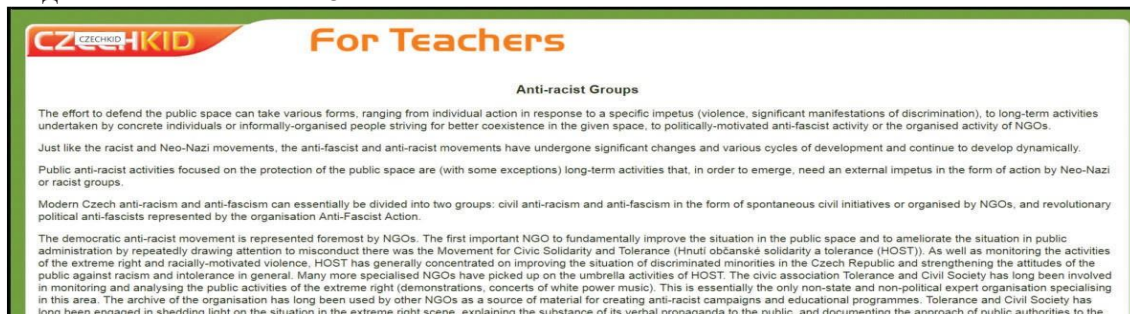 CZECHKID
CZECHKID
For Teachers
Anti-racist Groups
The effort to defend the public space can take various forms, ranging from individual action in response to a specific impetus (violence, significant manifestations of discrimination), to long-term activities
undertaken by concrete individuals or informally-organised people striving for better coexistence in the given space, to politically-motivated anti-fascist activity or the organised activity of NGOs.
Just like the racist and Neo-Nazi movements, the anti-fascist and anti-racist movements have undergone significant changes and various cycles of development and continue to develop dynamically.
Public anti-racist activities focused on the protection of the public space are (with some exceptions) long-term activities that, in order to emerge, need an external impetus in the form of action by Neo-Nazi
or racist groups.
Modern Czech anti-racism and anti-fascism can essentially be divided into two groups: civil anti-racism and anti-fascism in the form of spontaneous civil initiatives or organised by NGOs, and revolutionary
political anti-fascists represented by the organisation Anti-Fascist Action.
The democratic anti-racist movement is represented foremost by NGOs. The first important NGO to fundamentally improve the situation in the public space and to ameliorate the situation in public
administration by repeatedly drawing attention to misconduct there was the Movement for Civic Solidarity and Tolerance (Hnutí občanské solidarity a tolerance (HOST)). As well as monitoring the activities
of the extreme right and racially-motivated violence, HOST has generally concentrated on improving the situation of discriminated minorities in the Czech Republic and strengthening the attitudes of the
public against racism and intolerance in general. Many more specialised NGOs have picked up on the umbrella activities of HOST. The civic association Tolerance and Civil Society has long been involved
in monitoring and analysing the public activities of the extreme right (demonstrations, concerts of white power music). This is essentially the only non-state and non-political expert organisation specialising
in this area. The archive of the organisation has long been used by other NGOs as a source of material for creating anti-racist campaigns and educational programmes. Tolerance and Civil Society has
long been engaged in shedding light on the situation in the extreme right scene, explaining the substance of its verbal propaganda to the public, and documenting the approach of public authorities to the